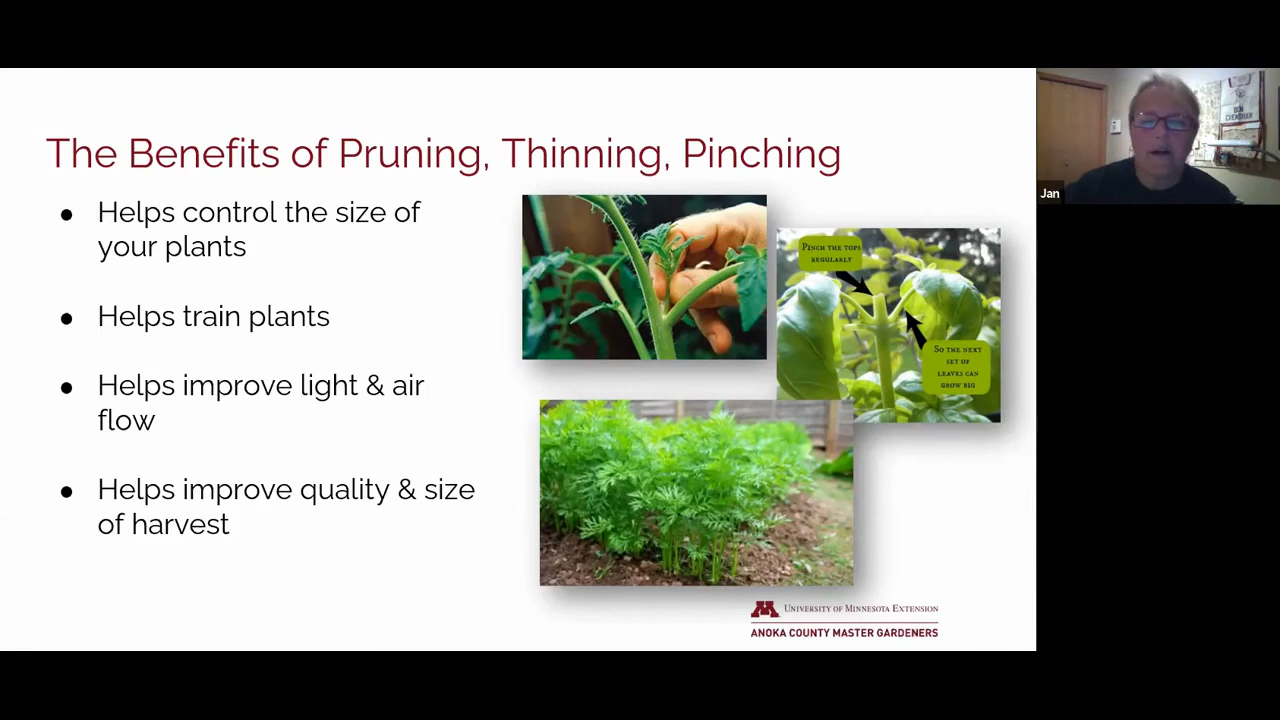 The Benefits of Pruning, Thinning, Pinching
● Helps control the size of
your plants
● Helps train plants
● Helps improve light & air
flow
● Helps improve quality & size
of harvest
Pinch the tops
regularly
So the next
set of
leaves can
grow big
University of Minnesota Extension
ANOKA COUNTY MASTER GARDENERS
BEN
CRENSHAW
Jan